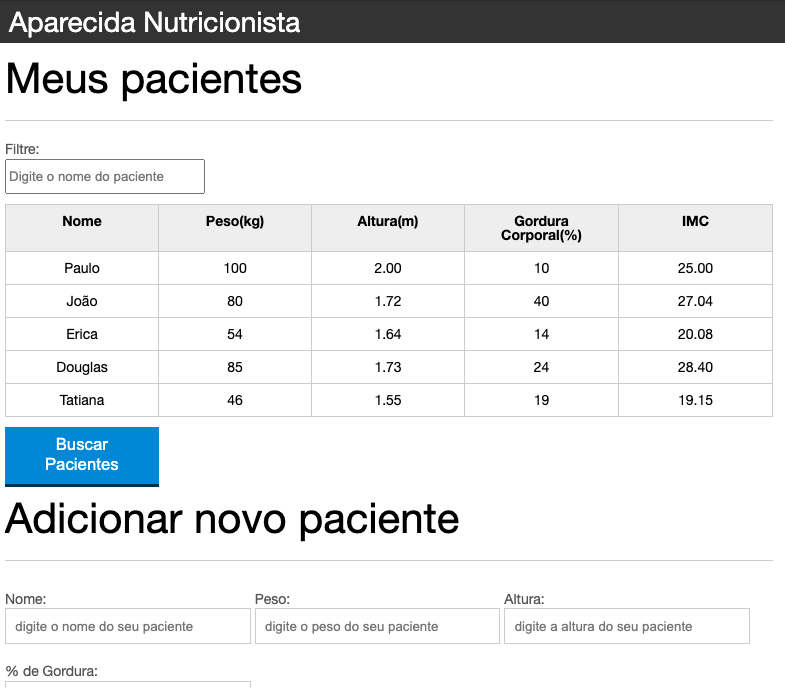 Aparecida Nutricionista
Meus pacientes
Filtre:
Digite o nome do paciente
Nome Peso(kg) Altura(m) Gordura Corporal(%) IMC
Paulo 100 2.00 10 25.00
João 80 1.72 40 27.04
Erica 54 1.64 14 20.08
Douglas 85 1.73 24 28.40
Tatiana 46 1.55 19 19.15
Buscar
Pacientes
Adicionar novo paciente
Nome: Peso: Altura:
digite o nome do seu paciente digite o peso do seu paciente digite a altura do seu paciente
% de Gordura: